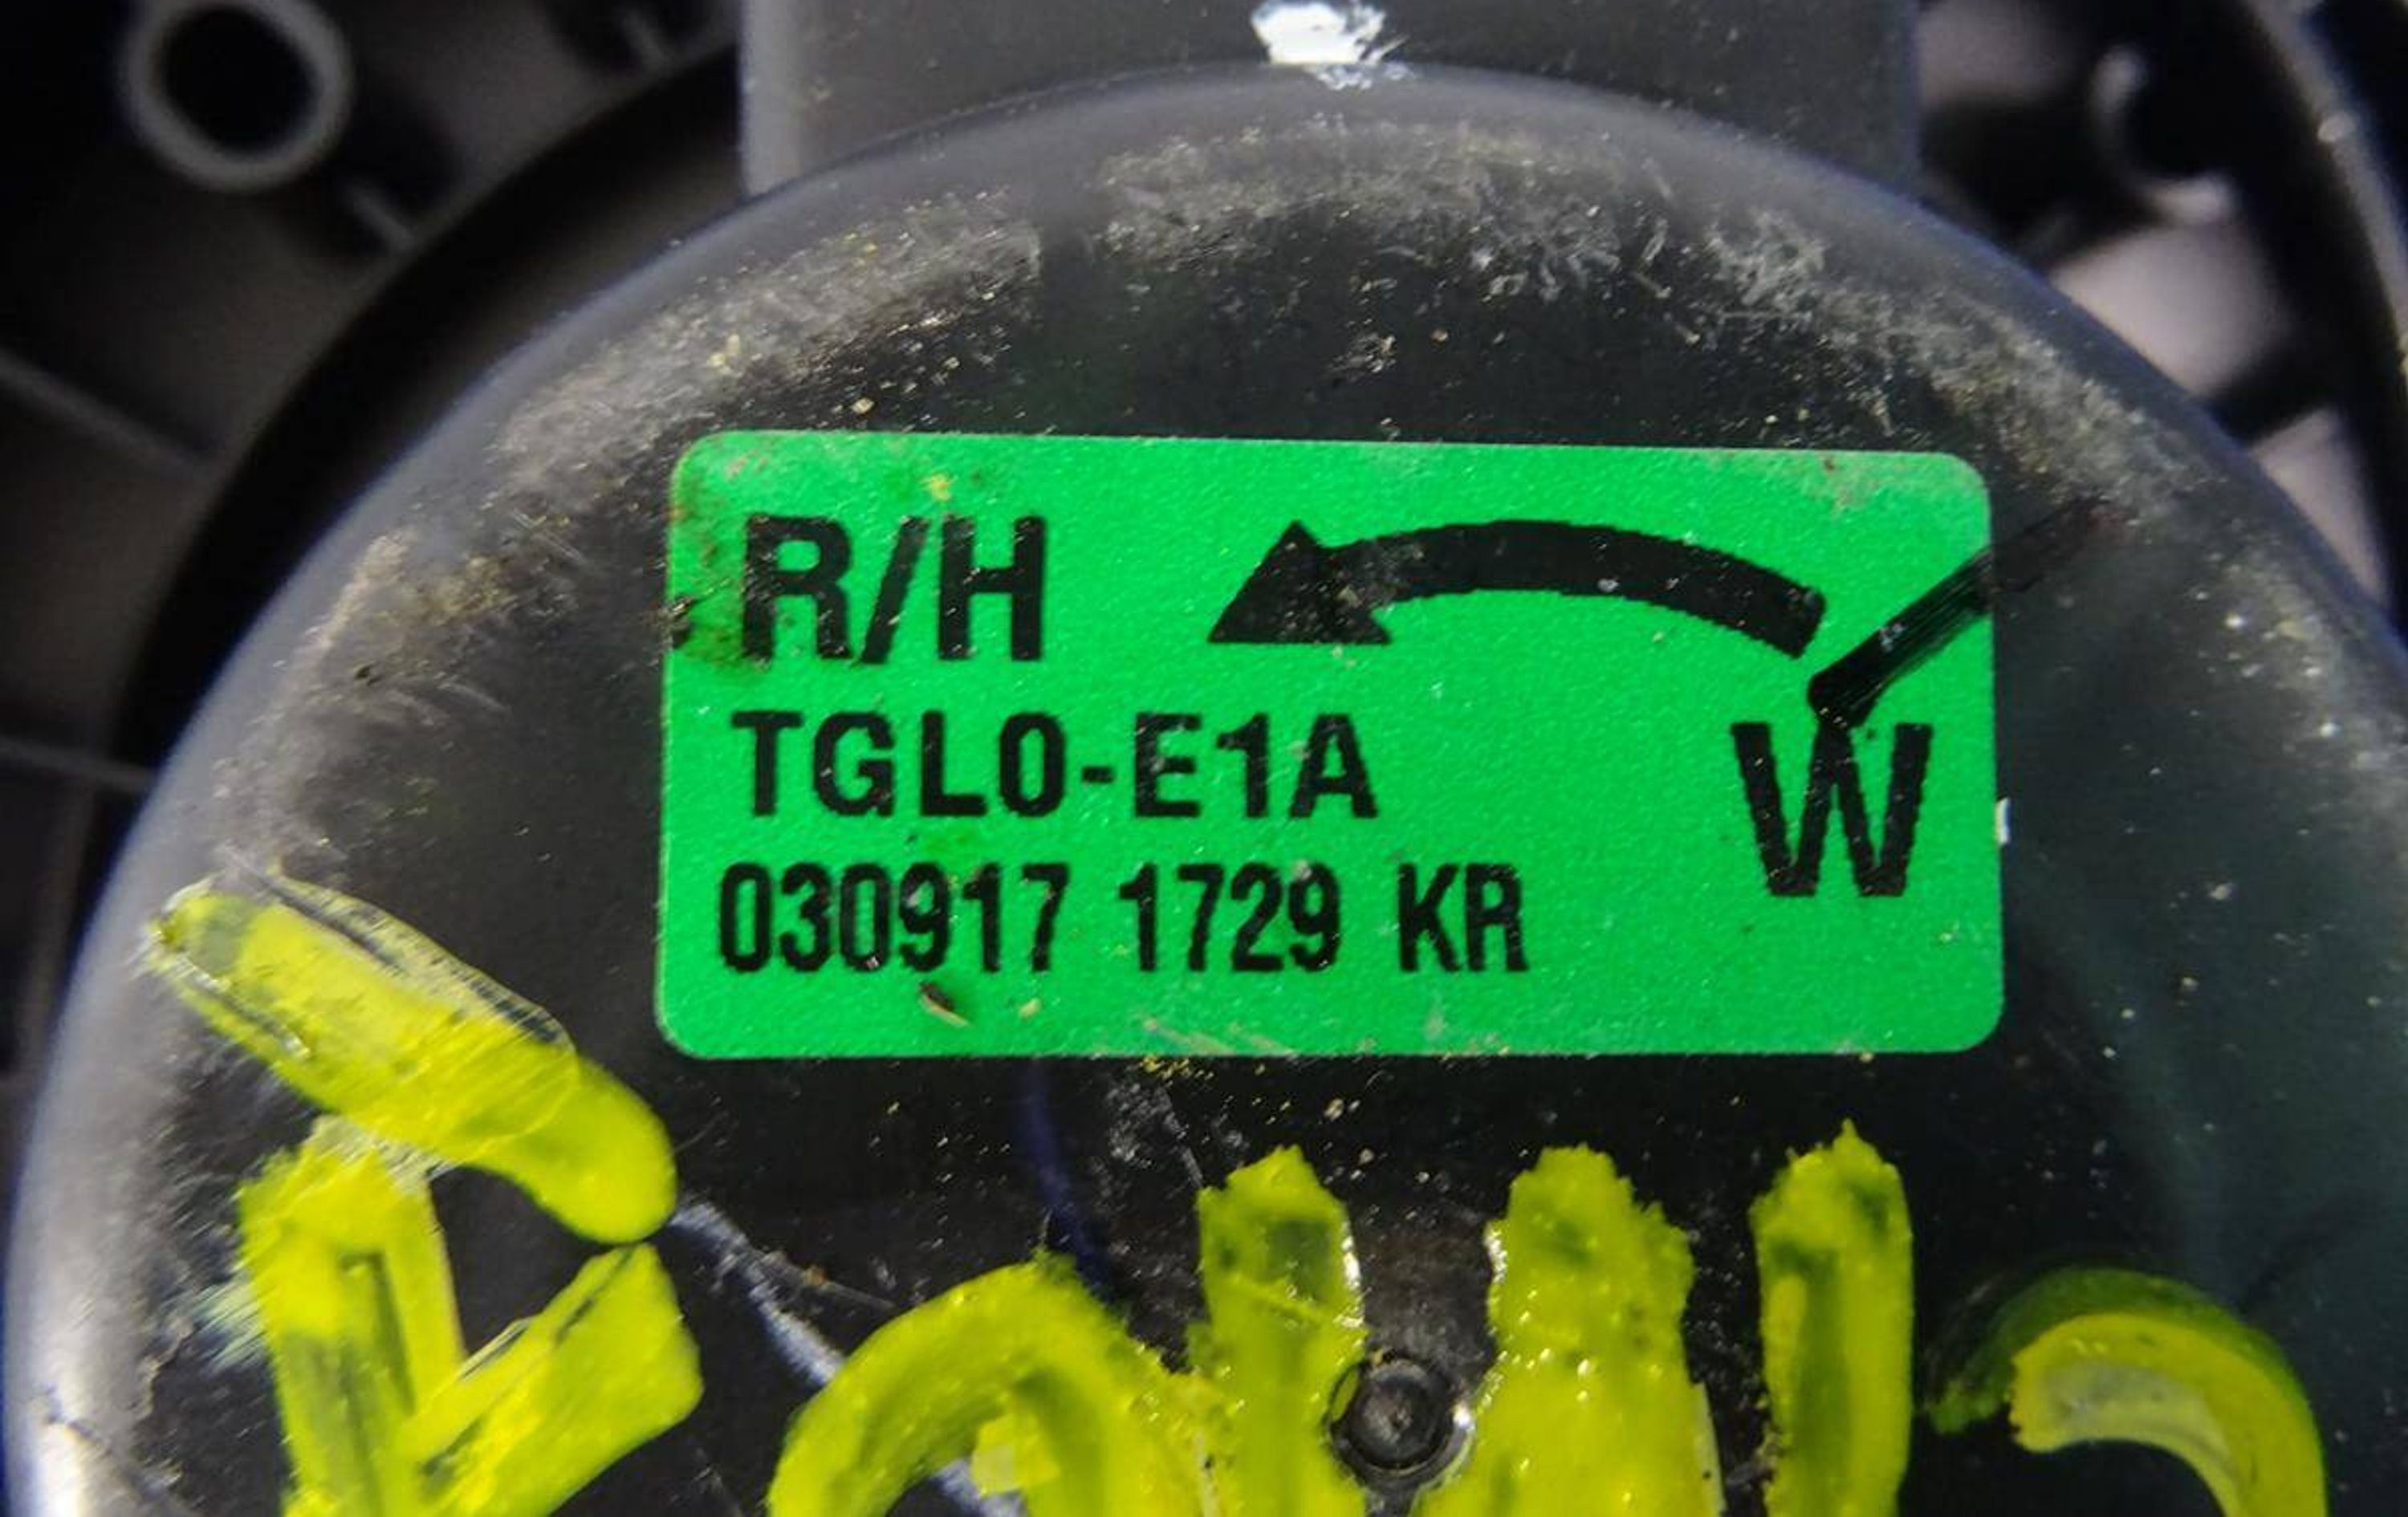 R/H
TGL0-E1A
W
030917 1729 KR